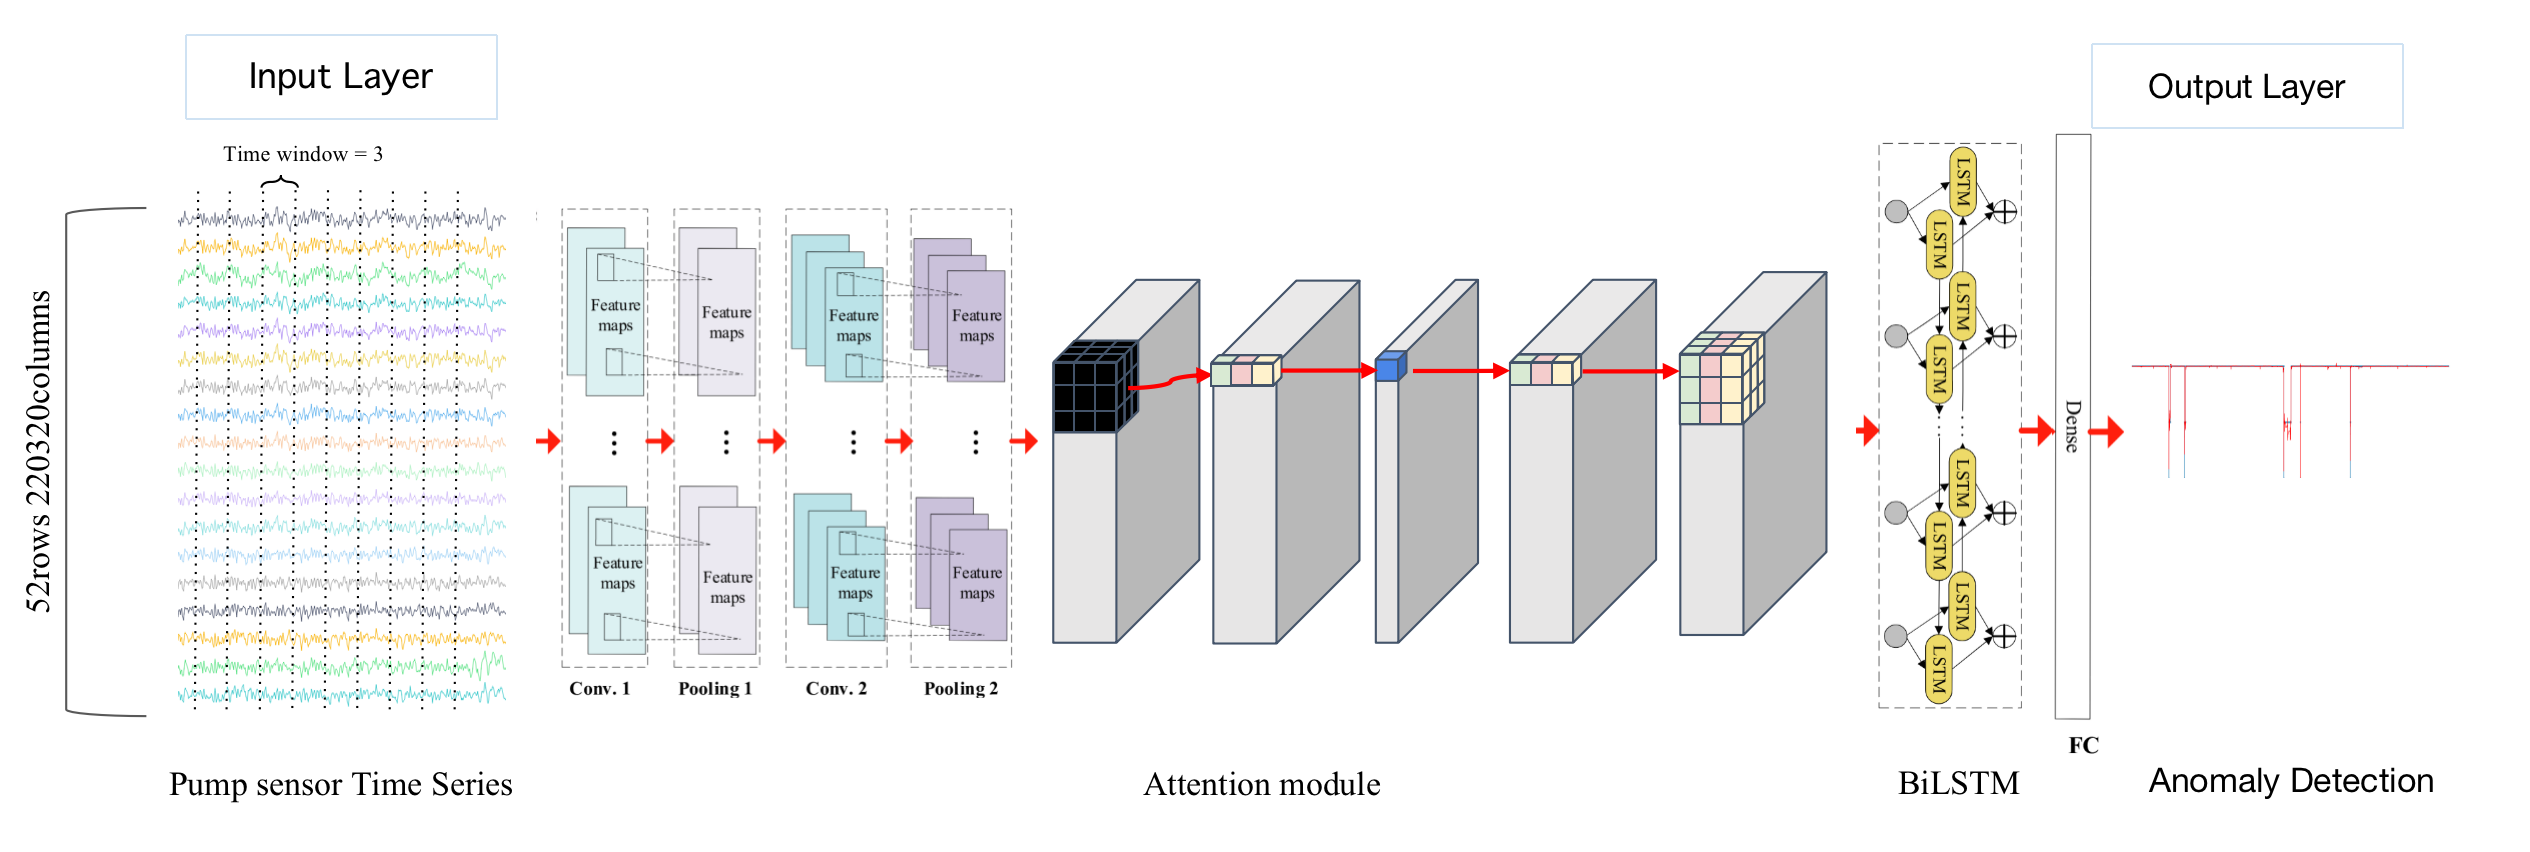 Input Layer
Output Layer
Time window = 3
52rows 220320columns
Feature
maps
Feature
maps
Feature
maps
Feature
maps
Feature
maps
Feature
maps
Feature
maps
Feature
maps
Conv. 1
Pooling 1
Conv. 2
Pooling 2
LSTM
LSTM
LSTM
LSTM
LSTM
LSTM
LSTM
LSTM
Dense
FC
Pump sensor Time Series
Attention module
BiLSTM
Anomaly Detection